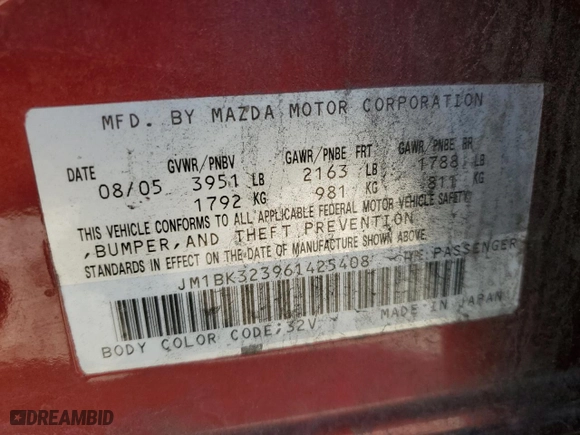 MFD. BY MAZDA MOTOR CORPORATION
DATE GVWR/PNBV GAWR/PNBE FRT GAWR/PNBE RR
08/05 3951 LB 2163 LB 1788 LB
1792 KG 981 KG 811 KG
THIS VEHICLE CONFORMS TO ALL APPLICABLE FEDERAL MOTOR VEHICLE SAFETY
,BUMPER,AND THEFT PREVENTION
STANDARDS IN EFFECT ON THE DATE OF MANUFACTURE SHOWN ABOVE.
JM1BK323961425408 TYPE: PASSENGER
MADE IN JAPAN
BODY COLOR CODE;32V
DREAMBID